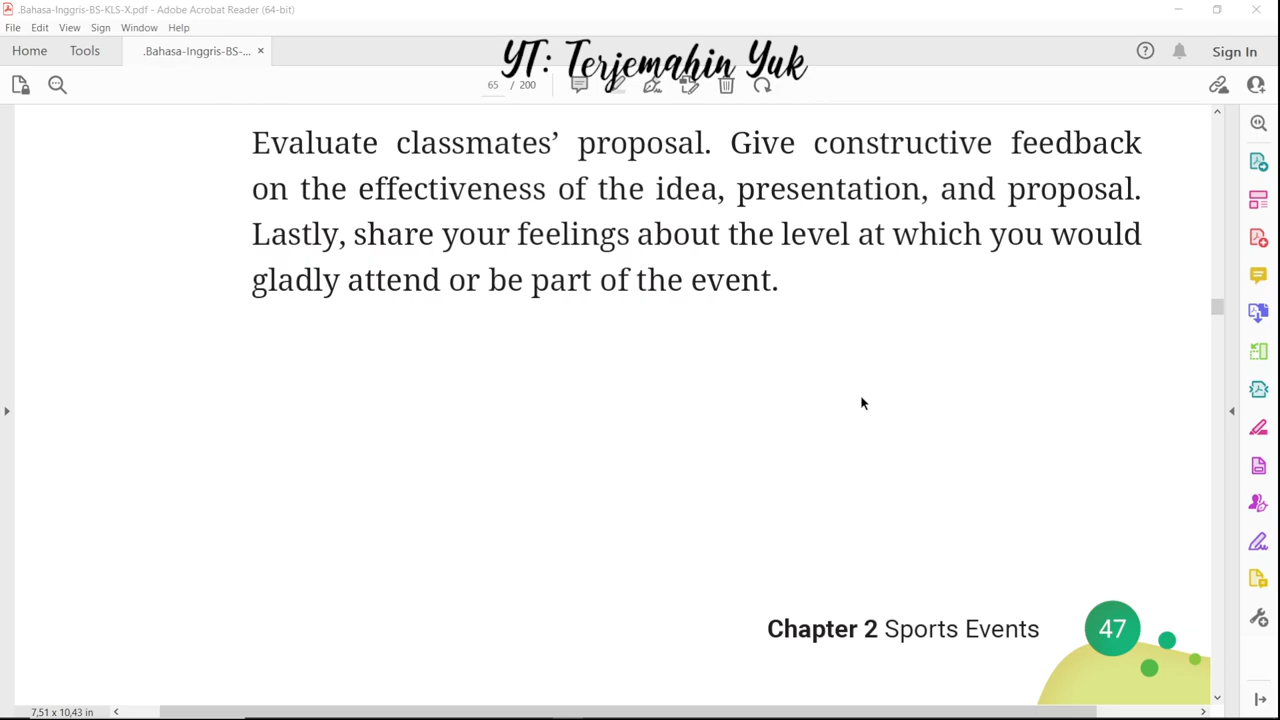 .Bahasa-Inggris-BS-KLS-X.pdf - Adobe Acrobat Reader (64-bit)
File Edit View Sign Window Help
Home Tools .Bahasa-Inggris-BS-... × Sign In
YT: Terjemahin Yuk
65 / 200
Evaluate classmates’ proposal. Give constructive feedback
on the effectiveness of the idea, presentation, and proposal.
Lastly, share your feelings about the level at which you would
gladly attend or be part of the event.
Chapter 2 Sports Events 47
7,51 x 10,43 in